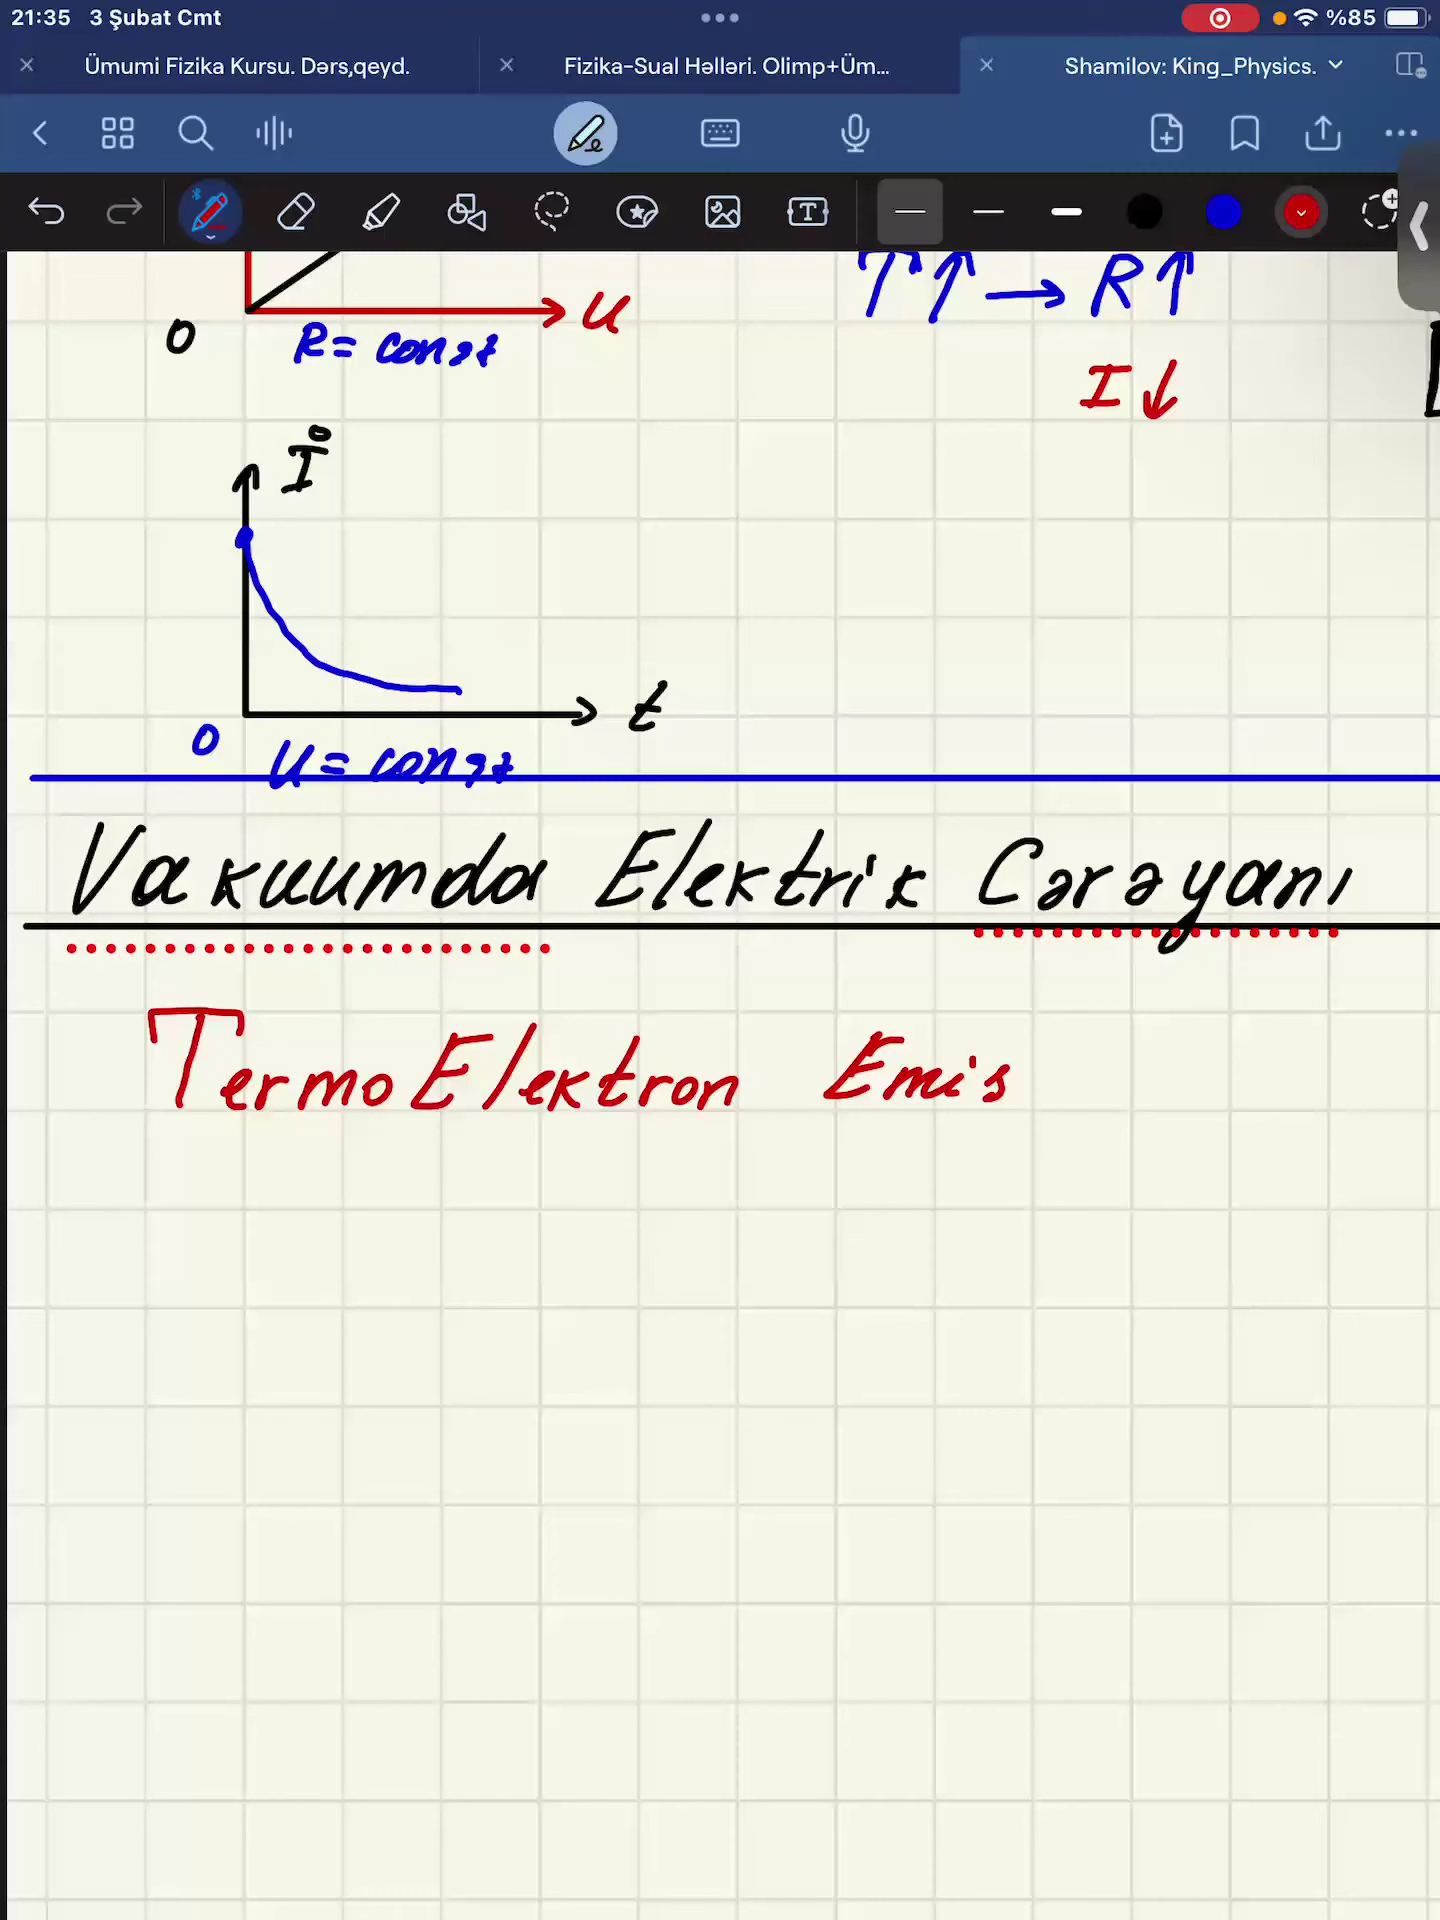 21:35 3 Şubat Cmt %85
Ümumi Fizika Kursu. Dərs,qeyd. Fizika-Sual Həlləri. Olimp+Üm... Shamilov: King_Physics.
T↑ → R↑
U
0 R = const
I↓
I
t
0 U = const
Vakuumda Elektrik Cərəyanı
TermoElektron Emis